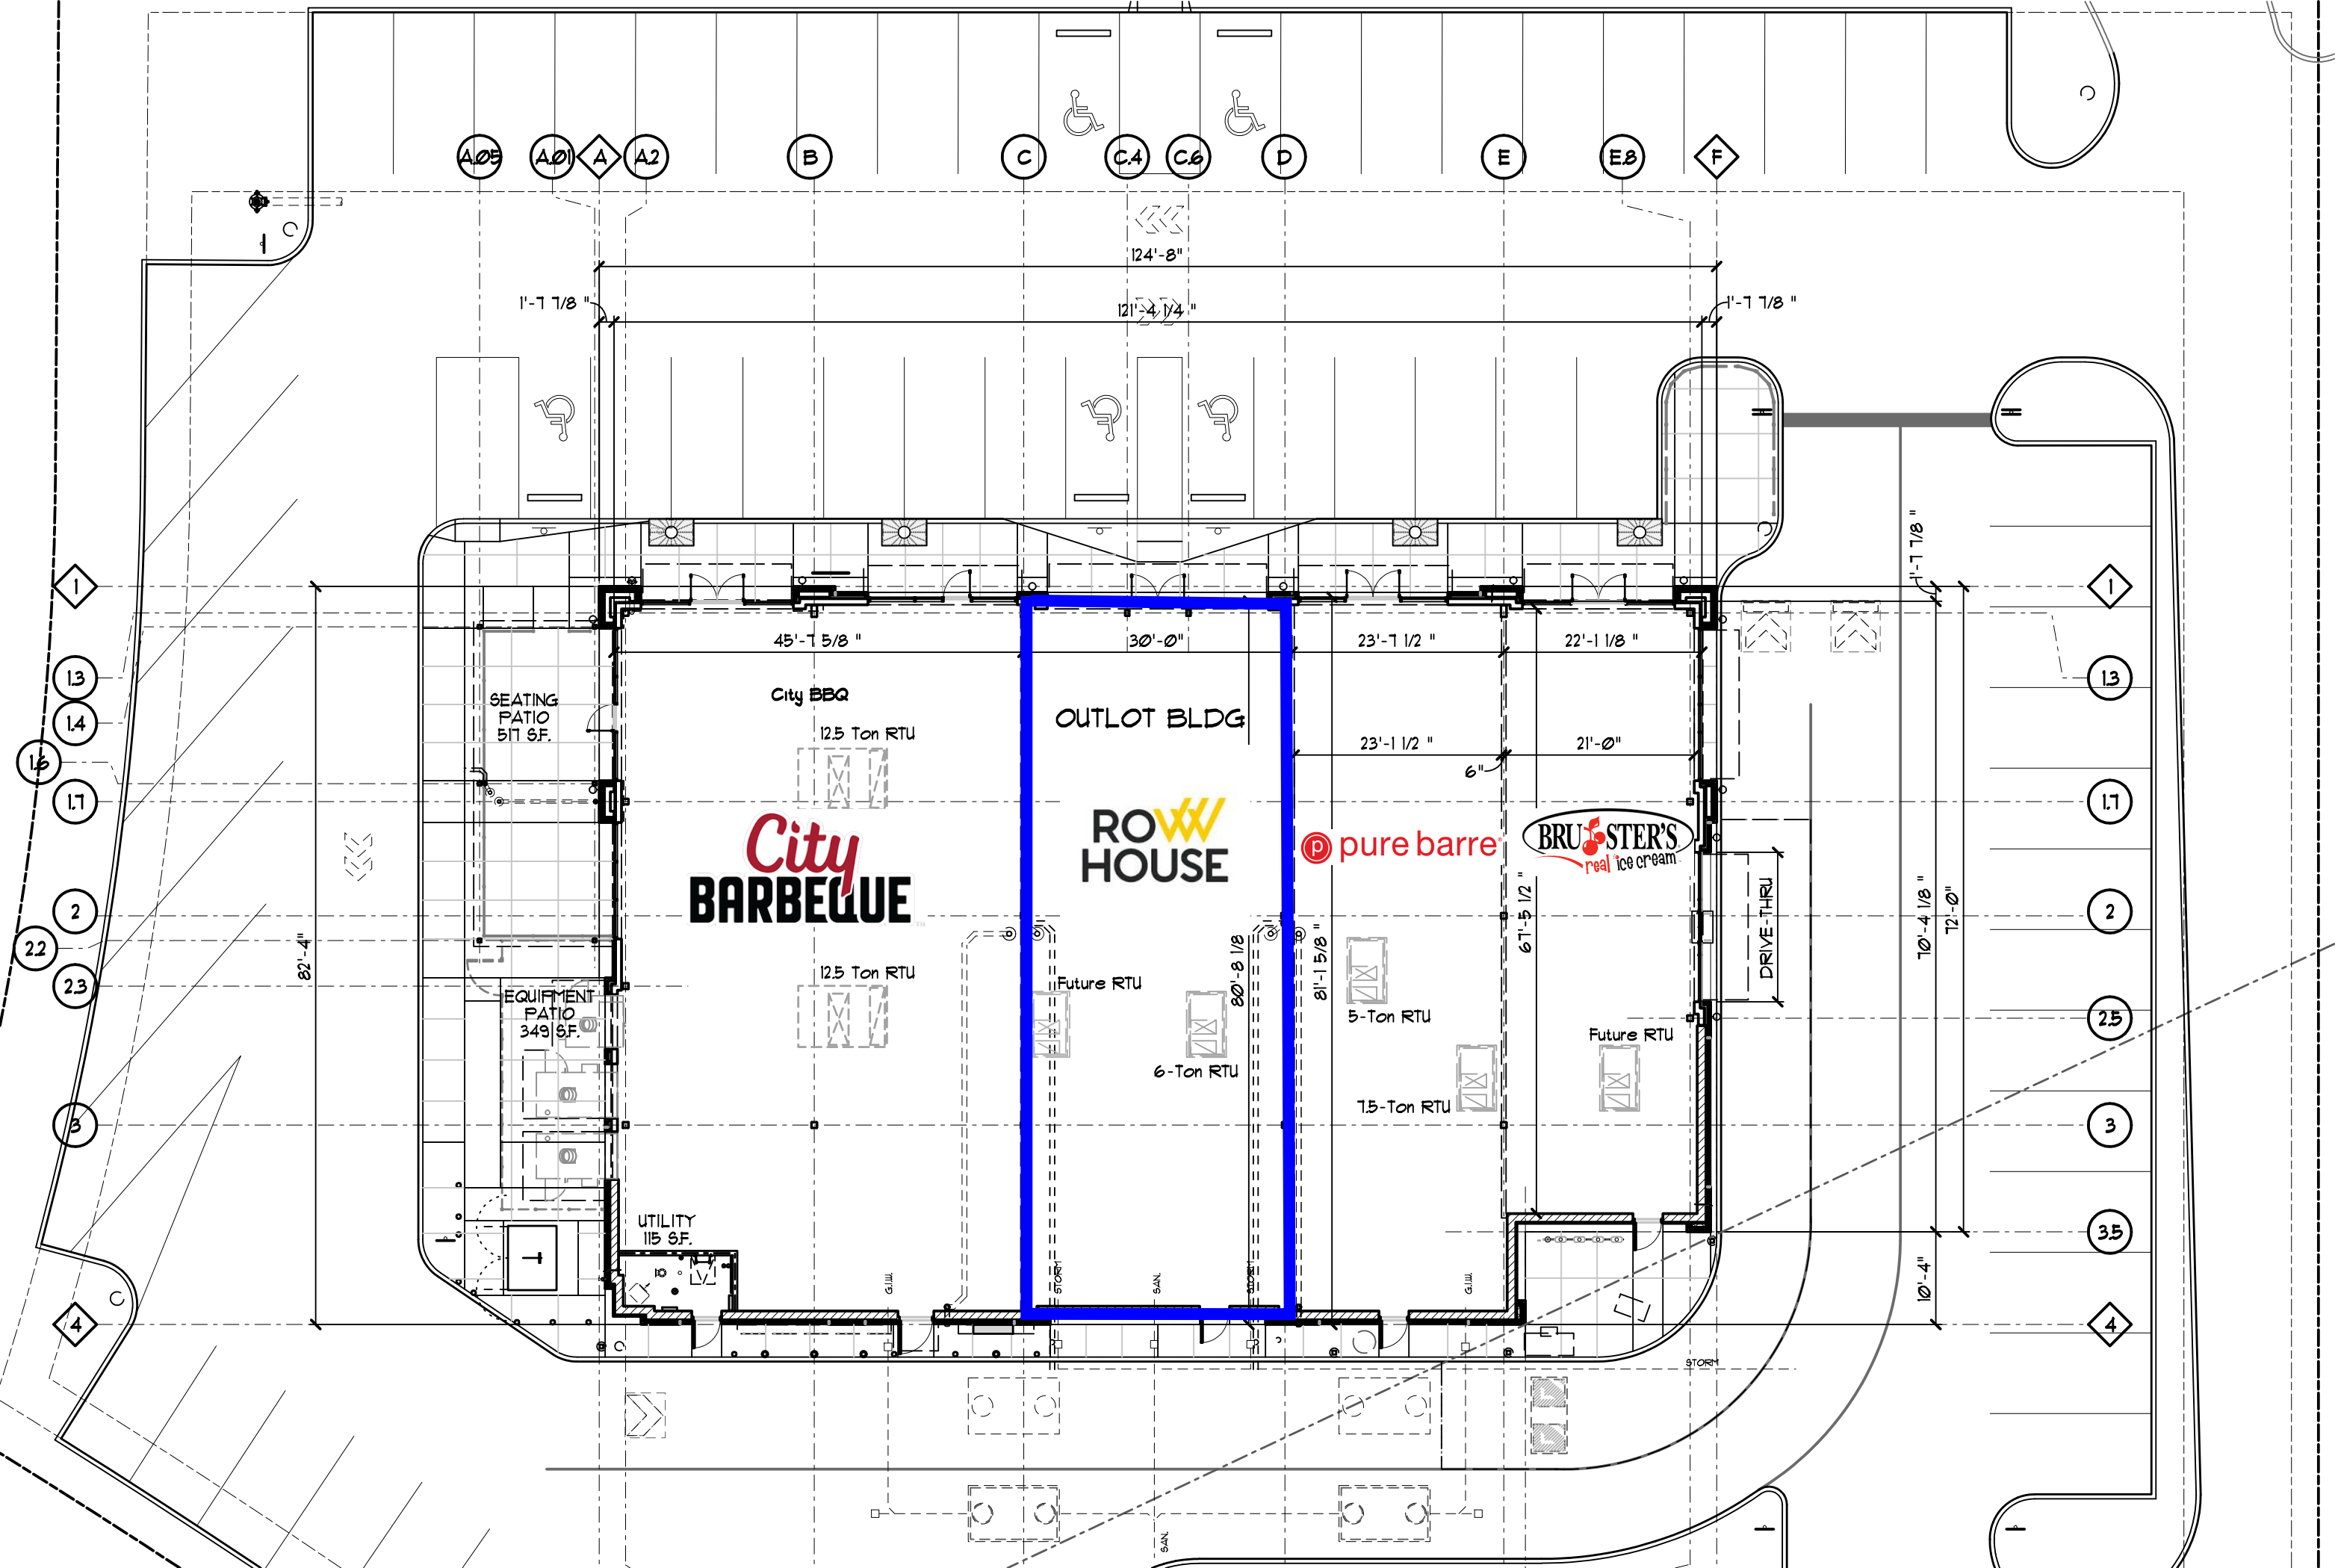 A.05 A.01 A A.2 B C C.4 C.6 D E E.8 F
124'-8"
1'-7 7/8 "
121'-4 1/4 "
1'-7 7/8 "
1'-7 7/8 "
1
1
45'-7 5/8 "
30'-0"
23'-7 1/2 "
22'-1 1/8 "
1.3
1.3
City BBQ
SEATING
PATIO
517 S.F.
OUTLOT BLDG
1.4
12.5 Ton RTU
23'-1 1/2 "
21'-0"
6"
1.6
1.7
1.7
City
BARBEQUE
TM
ROW
HOUSE
p pure barre
BRUSTER'S
real ice cream
67'-5 1/2 "
DRIVE-THRU
70'-4 1/8 "
72'-0"
2
2
2.2
82'-4"
12.5 Ton RTU
Future RTU
80'-8 1/8
81'-1 5/8 "
2.3
EQUIPMENT
PATIO
349 S.F.
5-Ton RTU
2.5
Future RTU
6-Ton RTU
7.5-Ton RTU
3
3
UTILITY
115 S.F.
3.5
G.W.
STORM
SAN.
STORM
G.W.
10'-4"
4
4
STORM
SAN.